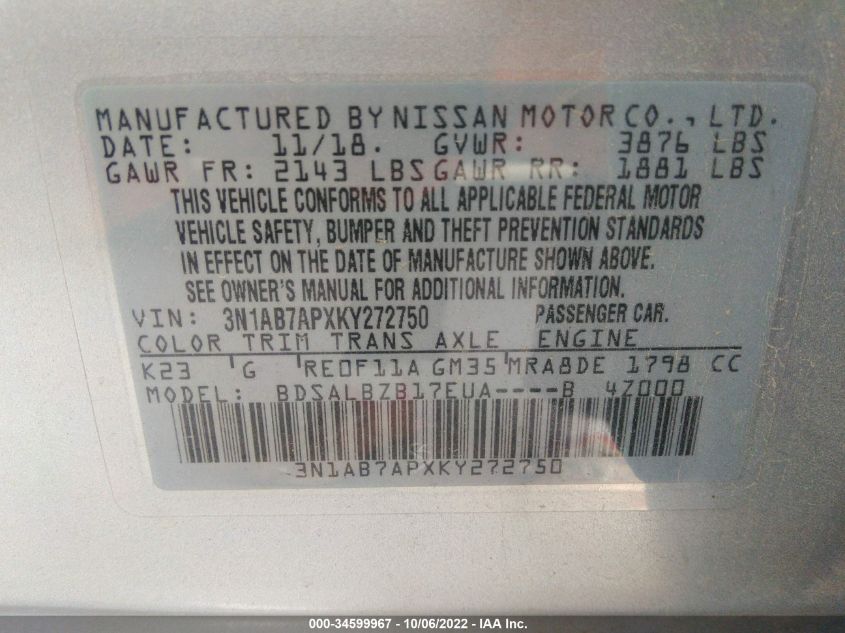 MANUFACTURED BY NISSAN MOTOR CO., LTD.
DATE: 11/18. GVWR: 3876 LBS
GAWR FR: 2143 LBS GAWR RR: 1881 LBS
THIS VEHICLE CONFORMS TO ALL APPLICABLE FEDERAL MOTOR
VEHICLE SAFETY, BUMPER AND THEFT PREVENTION STANDARDS
IN EFFECT ON THE DATE OF MANUFACTURE SHOWN ABOVE.
SEE OWNER'S MANUAL FOR ADDITIONAL INFORMATION.
VIN: 3N1AB7APXKY272750 PASSENGER CAR.
COLOR TRIM TRANS AXLE ENGINE
K23 G RE0F11A GM35 MRA8DE 1798 CC
MODEL: BDSALBZB17EUA----B 4Z000
3N1AB7APXKY272750
000-34599967 - 10/06/2022 - IAA Inc.